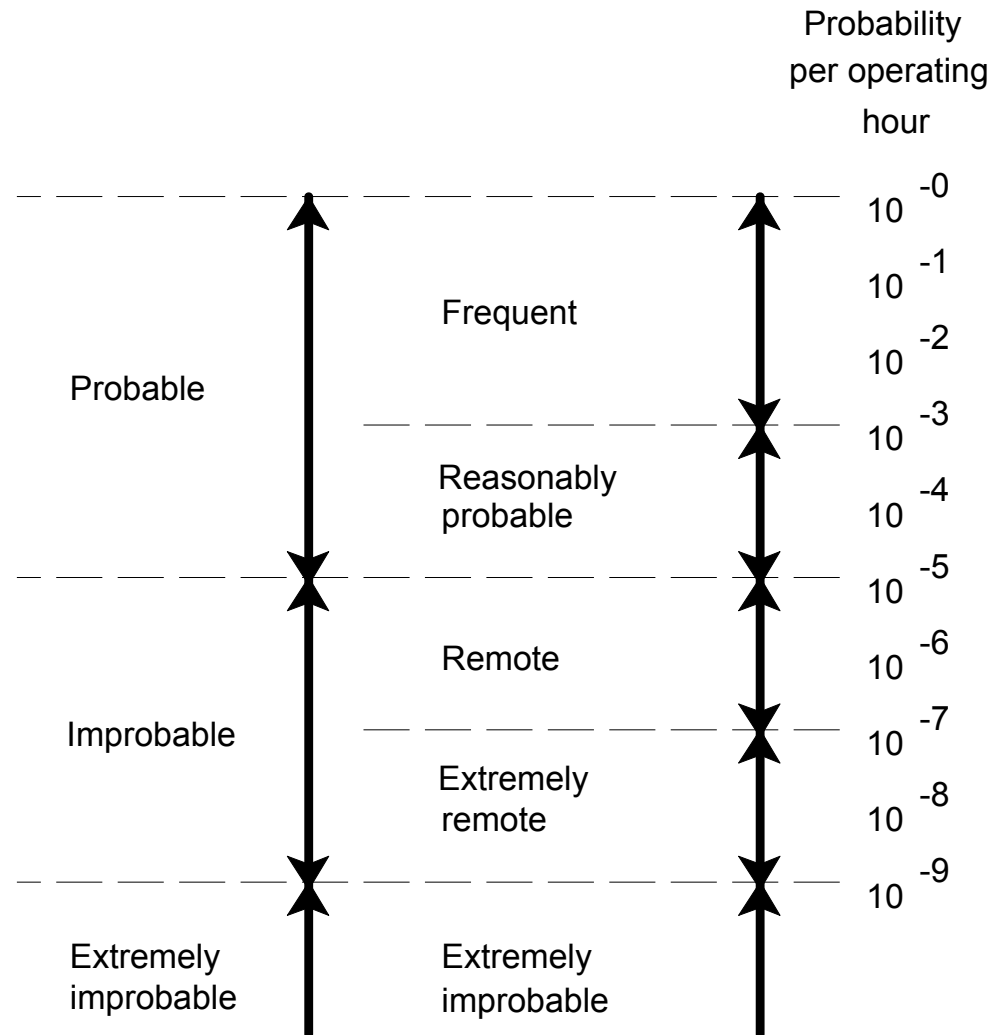 Probability
per operating
hour
10 -0
10 -1
Frequent
10 -2
Probable
10 -3
Reasonably
probable
10 -4
10 -5
Remote
10 -6
Improbable
10 -7
Extremely
remote
10 -8
10 -9
Extremely
improbable
Extremely
improbable